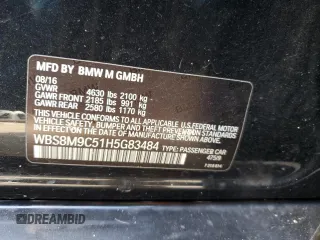 MFD BY BMW M GMBH
08/16
GVWR 4630 lbs 2100 kg
GAWR FRONT 2185 lbs 991 kg
GAWR REAR 2580 lbs 1170 kg
THIS VEHICLE CONFORMS TO ALL APPLICABLE FEDERAL MOTOR
VEHICLE SAFETY, BUMPER AND THEFT PREVENTION STANDARDS
IN EFFECT ON THE DATE OF MANUFACTURE SHOWN ABOVE
WBS8M9C51H5G83484
TYPE: PASSENGER CAR
DREAMBID